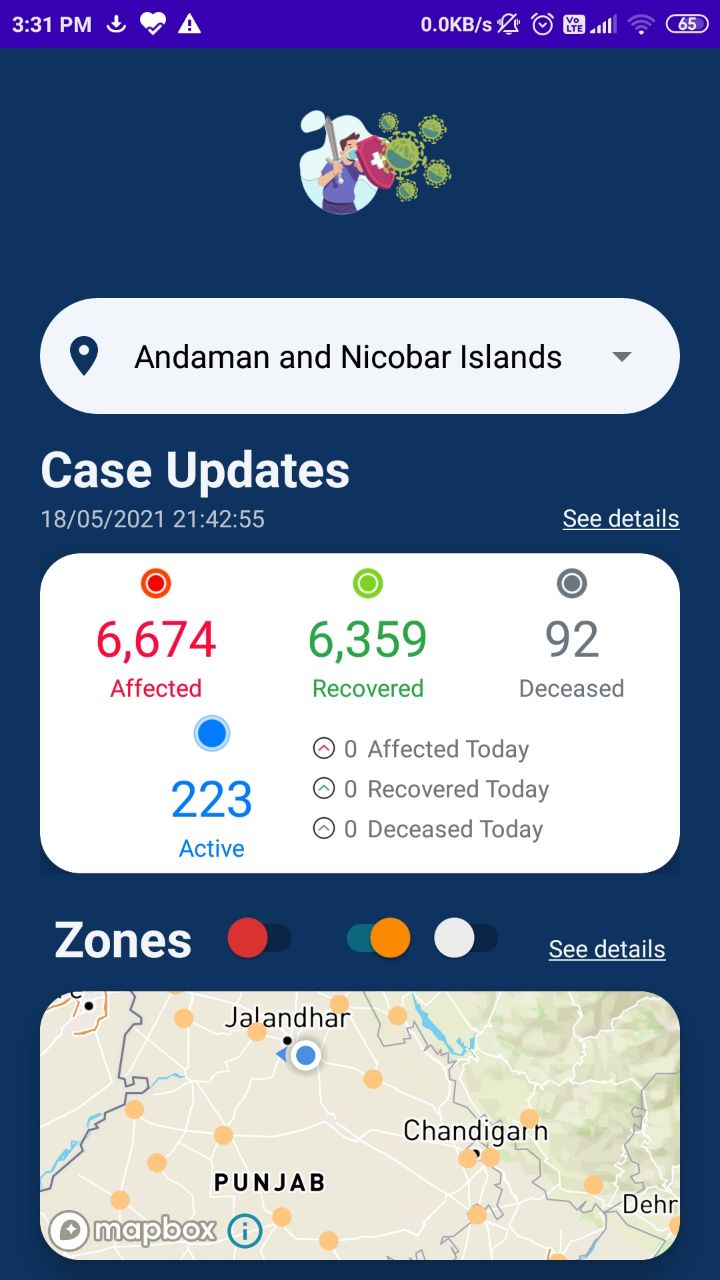 3:31 PM 0.0KB/s Vo LTE 65
Andaman and Nicobar Islands
Case Updates
18/05/2021 21:42:55 See details
6,674 6,359 92
Affected Recovered Deceased
223
Active
0 Affected Today
0 Recovered Today
0 Deceased Today
Zones See details
Jalandhar
Chandigarh
PUNJAB
Dehr
mapbox